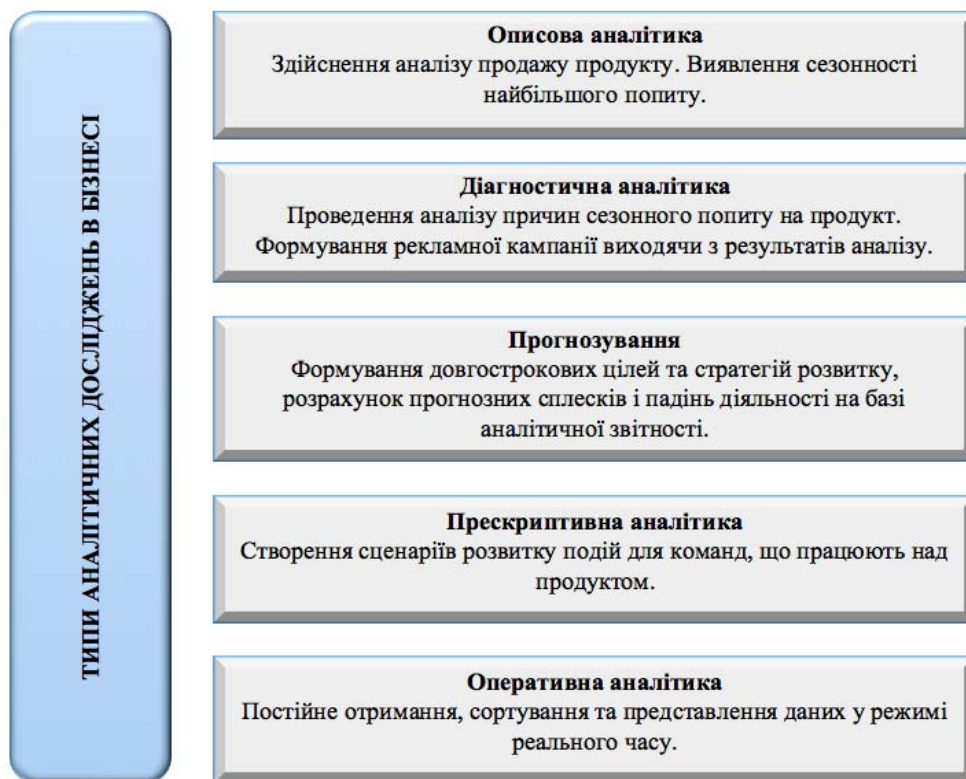 ТИПИ АНАЛІТИЧНИХ ДОСЛІДЖЕНЬ В БІЗНЕСІ
Описова аналітика
Здійснення аналізу продажу продукту. Виявлення сезонності
найбільшого попиту.
Діагностична аналітика
Проведення аналізу причин сезонного попиту на продукт.
Формування рекламної кампанії виходячи з результатів аналізу.
Прогнозування
Формування довгострокових цілей та стратегій розвитку,
розрахунок прогнозних сплесків і падінь діяльності на базі
аналітичної звітності.
Прескриптивна аналітика
Створення сценаріїв розвитку подій для команд, що працюють над
продуктом.
Оперативна аналітика
Постійне отримання, сортування та представлення даних у режимі
реального часу.